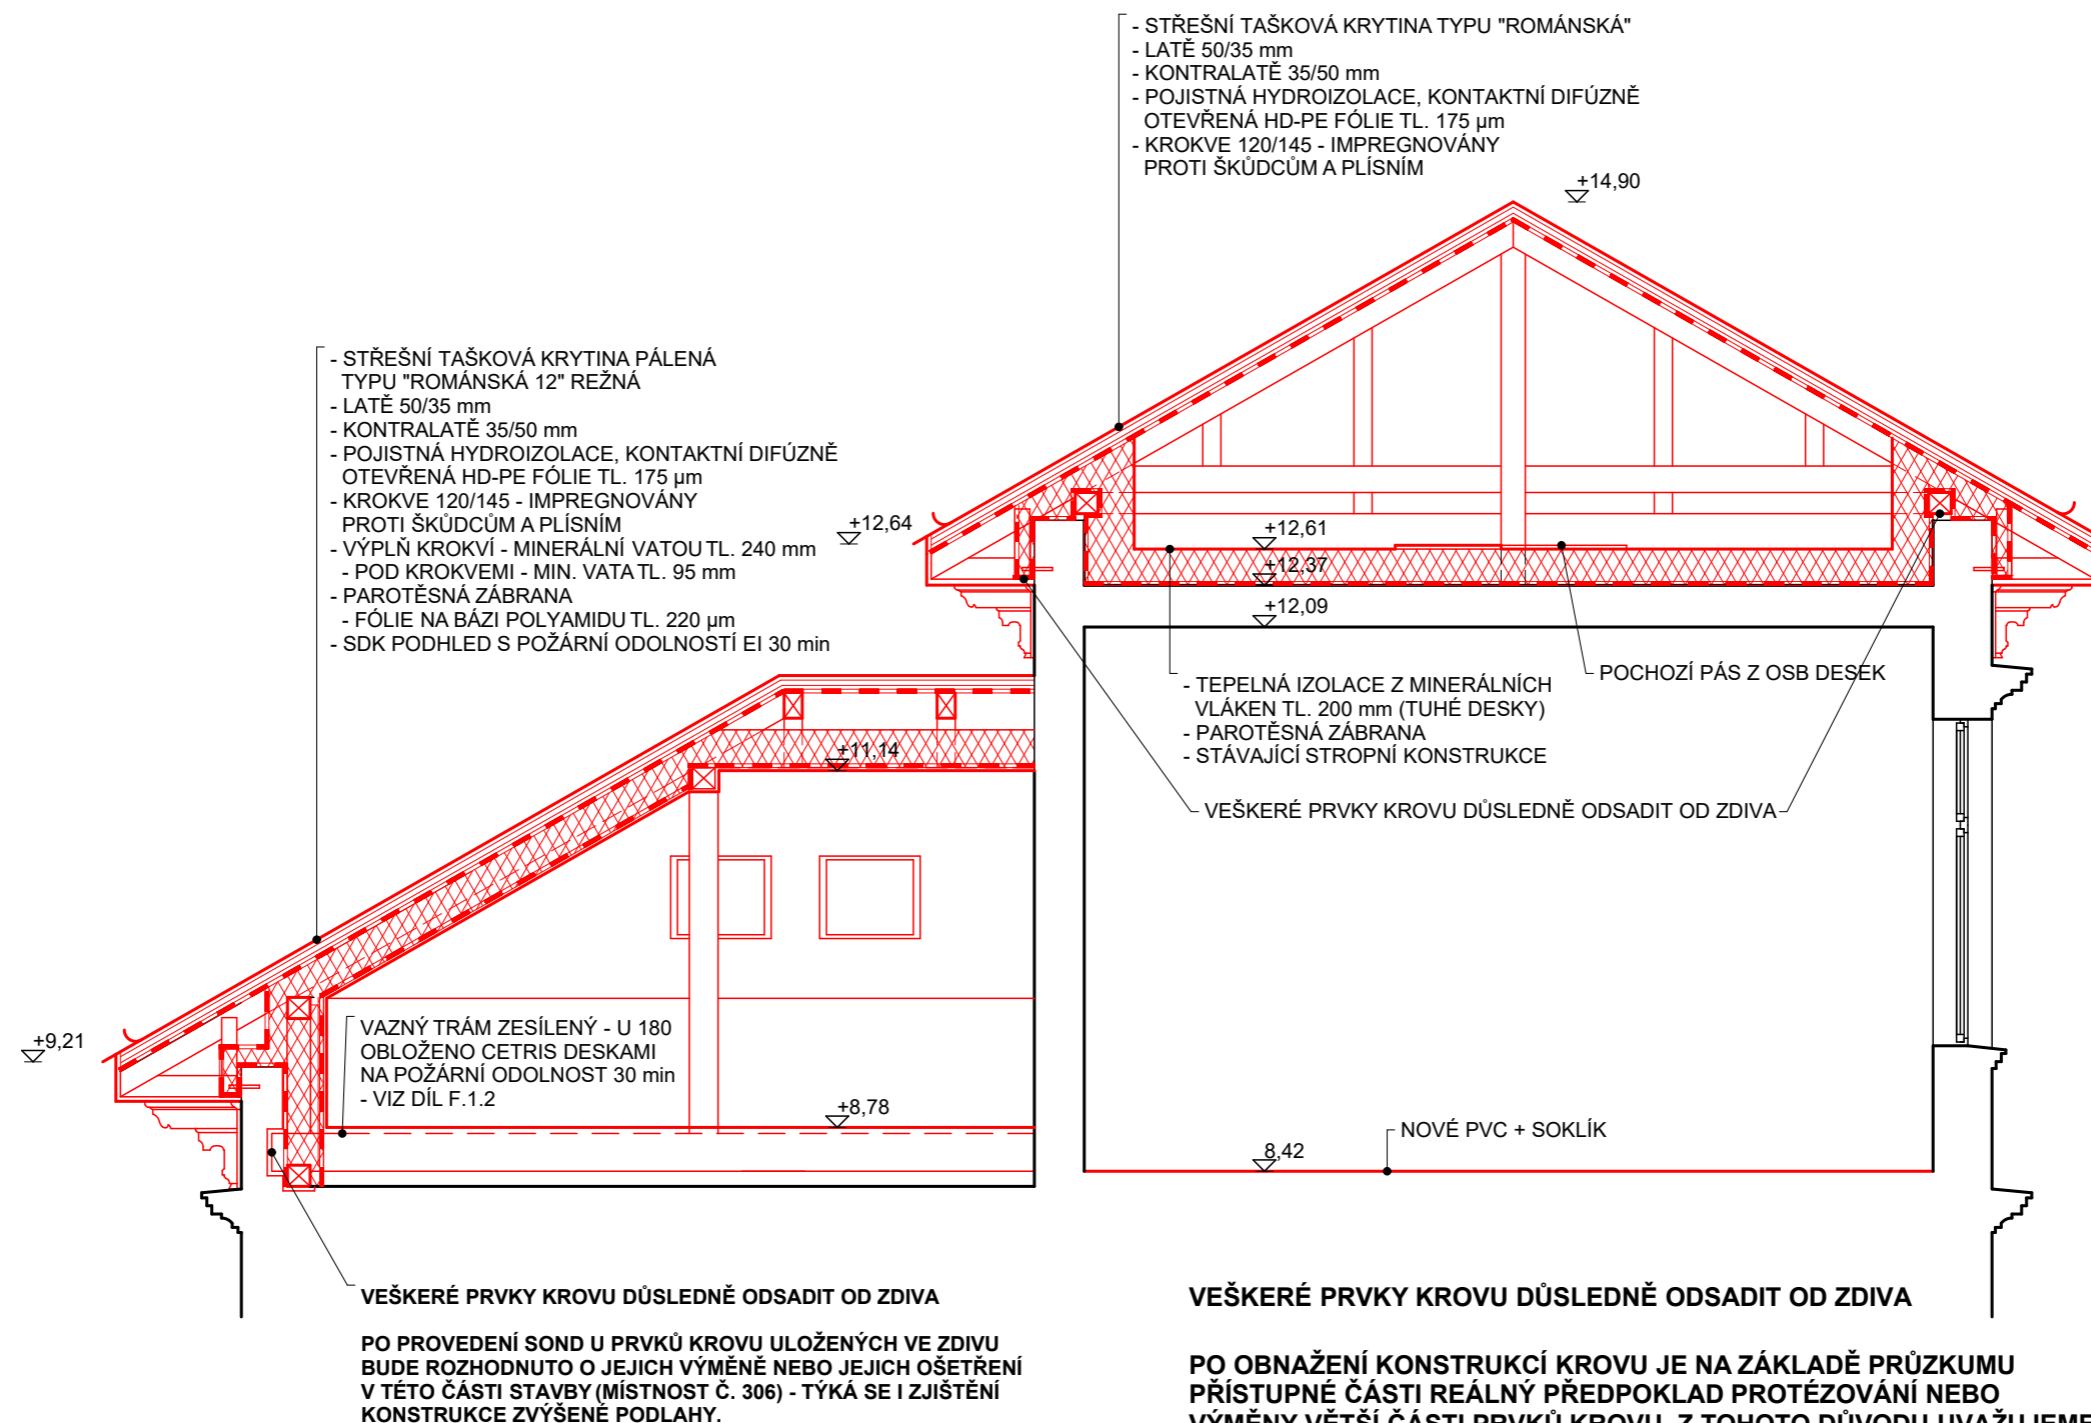 - STŘEŠNÍ TAŠKOVÁ KRYTINA TYPU "ROMÁNSKÁ"
- LATĚ 50/35 mm
- KONTRALATĚ 35/50 mm
- POJISTNÁ HYDROIZOLACE, KONTAKTNÍ DIFÚZNĚ
OTEVŘENÁ HD-PE FÓLIE TL. 175 µm
- KROKVE 120/145 - IMPREGNOVÁNY
PROTI ŠKŮDCŮM A PLÍSNÍM
+14,90
- STŘEŠNÍ TAŠKOVÁ KRYTINA PÁLENÁ
TYPU "ROMÁNSKÁ 12" REŽNÁ
- LATĚ 50/35 mm
- KONTRALATĚ 35/50 mm
- POJISTNÁ HYDROIZOLACE, KONTAKTNÍ DIFÚZNĚ
OTEVŘENÁ HD-PE FÓLIE TL. 175 µm
- KROKVE 120/145 - IMPREGNOVÁNY
PROTI ŠKŮDCŮM A PLÍSNÍM
- VÝPLŇ KROKVÍ - MINERÁLNÍ VATOU TL. 240 mm
- POD KROKVEMI - MIN. VATA TL. 95 mm
- PAROTĚSNÁ ZÁBRANA
- FÓLIE NA BÁZI POLYAMIDU TL. 220 µm
- SDK PODHLED S POŽÁRNÍ ODOLNOSTÍ EI 30 min
+12,64
+12,61
+12,37
+12,09
- TEPELNÁ IZOLACE Z MINERÁLNÍCH
VLÁKEN TL. 200 mm (TUHÉ DESKY)
- PAROTĚSNÁ ZÁBRANA
- STÁVAJÍCÍ STROPNÍ KONSTRUKCE
POCHOZÍ PÁS Z OSB DESEK
+11,14
VEŠKERÉ PRVKY KROVU DŮSLEDNĚ ODSADIT OD ZDIVA
+9,21
VAZNÝ TRÁM ZESÍLENÝ - U 180
OBLOŽENO CETRIS DESKAMI
NA POŽÁRNÍ ODOLNOST 30 min
- VIZ DÍL F.1.2
+8,78
8,42
NOVÉ PVC + SOKLÍK
VEŠKERÉ PRVKY KROVU DŮSLEDNĚ ODSADIT OD ZDIVA
PO PROVEDENÍ SOND U PRVKŮ KROVU ULOŽENÝCH VE ZDIVU
BUDE ROZHODNUTO O JEJICH VÝMĚNĚ NEBO JEJICH OŠETŘENÍ
V TÉTO ČÁSTI STAVBY (MÍSTNOST Č. 306) - TÝKÁ SE I ZJIŠTĚNÍ
KONSTRUKCE ZVÝŠENÉ PODLAHY.
VEŠKERÉ PRVKY KROVU DŮSLEDNĚ ODSADIT OD ZDIVA
PO OBNAŽENÍ KONSTRUKCÍ KROVU JE NA ZÁKLADĚ PRŮZKUMU
PŘÍSTUPNÉ ČÁSTI REÁLNÝ PŘEDPOKLAD PROTÉZOVÁNÍ NEBO
VÝMĚNY VĚTŠÍ ČÁSTI PRVKŮ KROVU. Z TOHOTO DŮVODU UVAŽUJEME